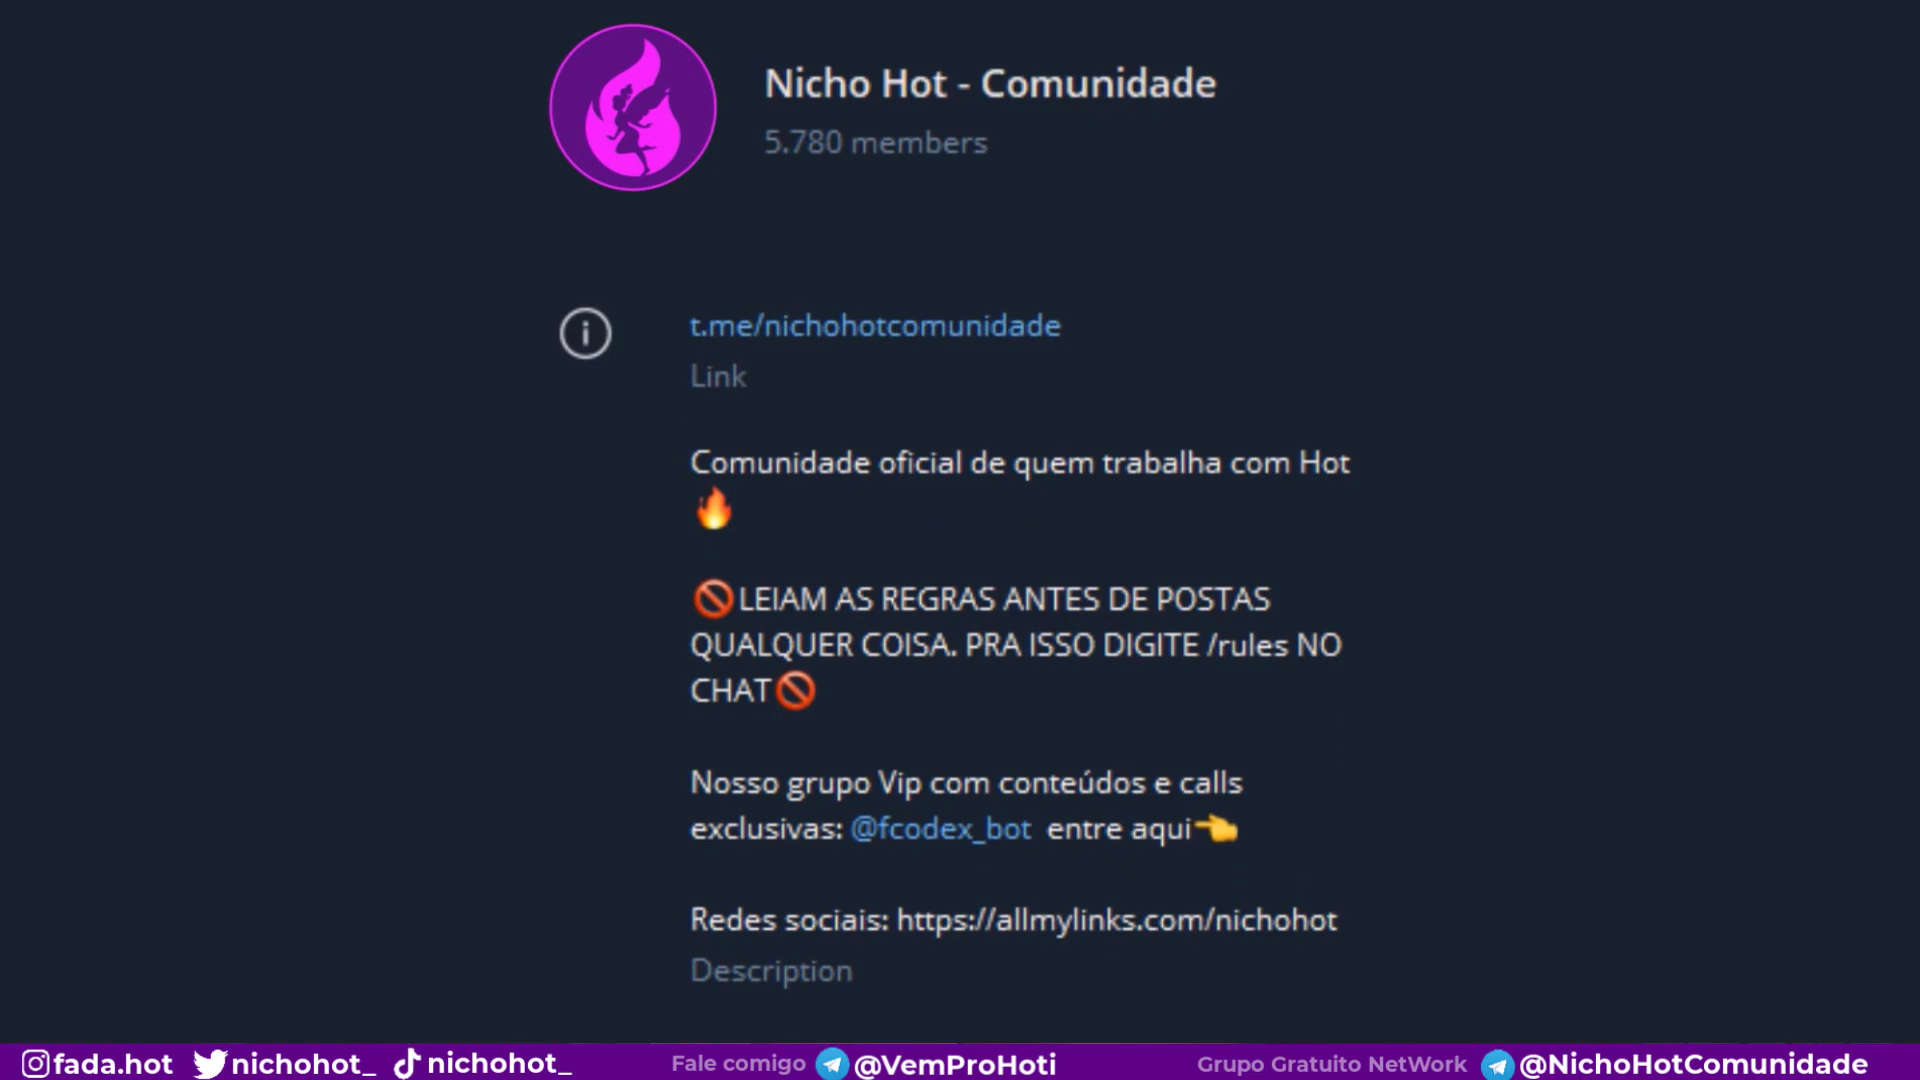 Nicho Hot - Comunidade
5.780 members
t.me/nichohotcomunidade
Link
Comunidade oficial de quem trabalha com Hot
🔥
🚫LEIAM AS REGRAS ANTES DE POSTAS
QUALQUER COISA. PRA ISSO DIGITE /rules NO
CHAT🚫
Nosso grupo Vip com conteúdos e calls
exclusivas: @fcodex_bot entre aqui👈
Redes sociais: https://allmylinks.com/nichohot
Description
fada.hot nichohot_ nichohot_ Fale comigo @VemProHoti Grupo Gratuito NetWork @NichoHotComunidade